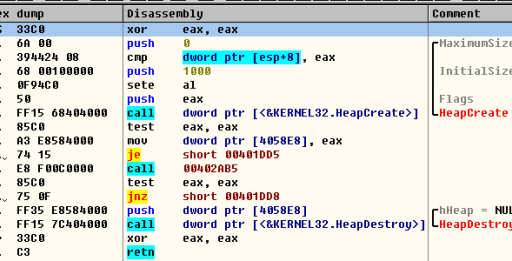 ex dump Disassembly Comment
33C0 xor eax, eax
6A 00 push 0 MaximumSize
394424 08 cmp dword ptr [esp+8], eax
68 00100000 push 1000 InitialSize
0F94C0 sete al
50 push eax Flags
FF15 68404000 call dword ptr [<&KERNEL32.HeapCreate>] HeapCreate
85C0 test eax, eax
A3 E8584000 mov dword ptr [4058E8], eax
74 15 je short 00401DD5
E8 F00C0000 call 00402AB5
85C0 test eax, eax
75 0F jnz short 00401DD8
FF35 E8584000 push dword ptr [4058E8] hHeap = NUL
FF15 7C404000 call dword ptr [<&KERNEL32.HeapDestroy>] HeapDestroy
33C0 xor eax, eax
C3 retn